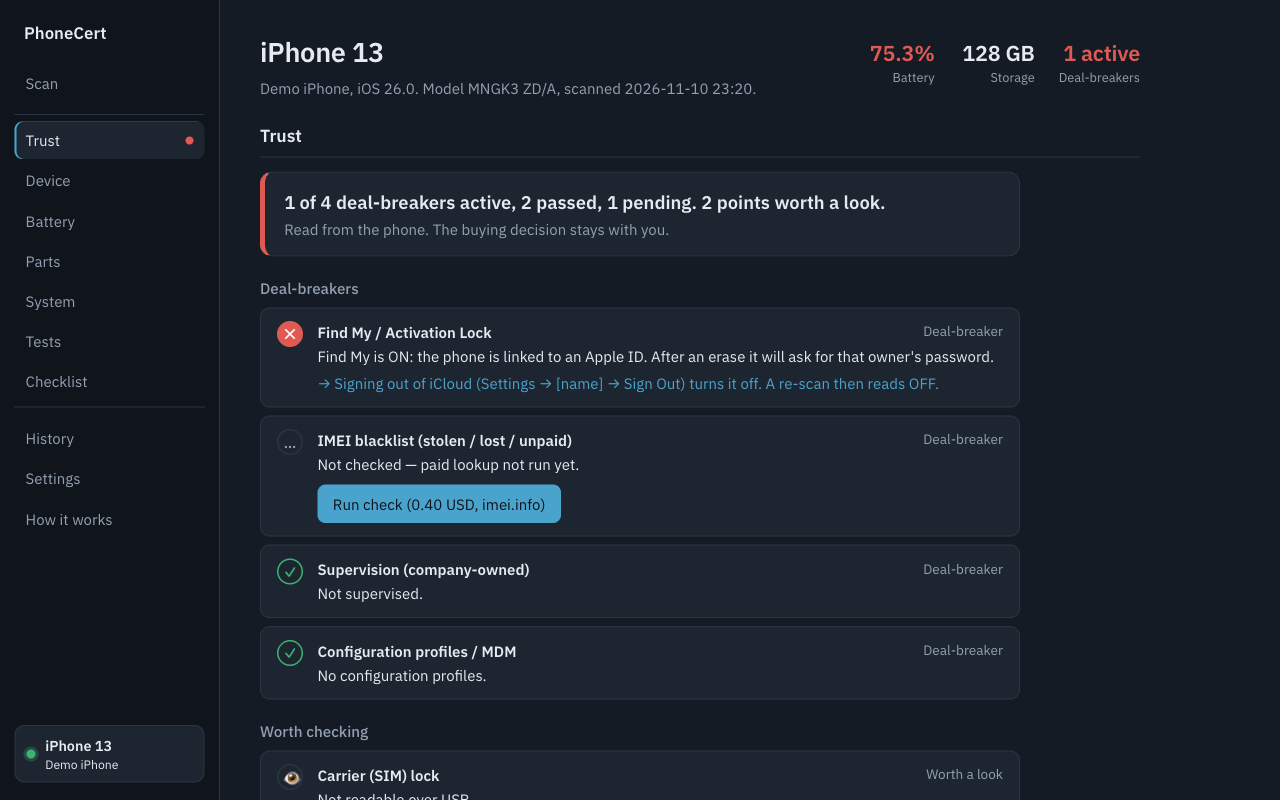 PhoneCert
Scan
Trust
Device
Battery
Parts
System
Tests
Checklist
History
Settings
How it works
iPhone 13
Demo iPhone
iPhone 13
Demo iPhone, iOS 26.0. Model MNGK3 ZD/A, scanned 2026-11-10 23:20.
75.3%
Battery
128 GB
Storage
1 active
Deal-breakers
Trust
1 of 4 deal-breakers active, 2 passed, 1 pending. 2 points worth a look.
Read from the phone. The buying decision stays with you.
Deal-breakers
Find My / Activation Lock
Deal-breaker
Find My is ON: the phone is linked to an Apple ID. After an erase it will ask for that owner's password.
→ Signing out of iCloud (Settings → [name] → Sign Out) turns it off. A re-scan then reads OFF.
... IMEI blacklist (stolen / lost / unpaid)
Deal-breaker
Not checked — paid lookup not run yet.
Run check (0.40 USD, imei.info)
Supervision (company-owned)
Deal-breaker
Not supervised.
Configuration profiles / MDM
Deal-breaker
No configuration profiles.
Worth checking
Carrier (SIM) lock
Worth a look
Not readable over USB